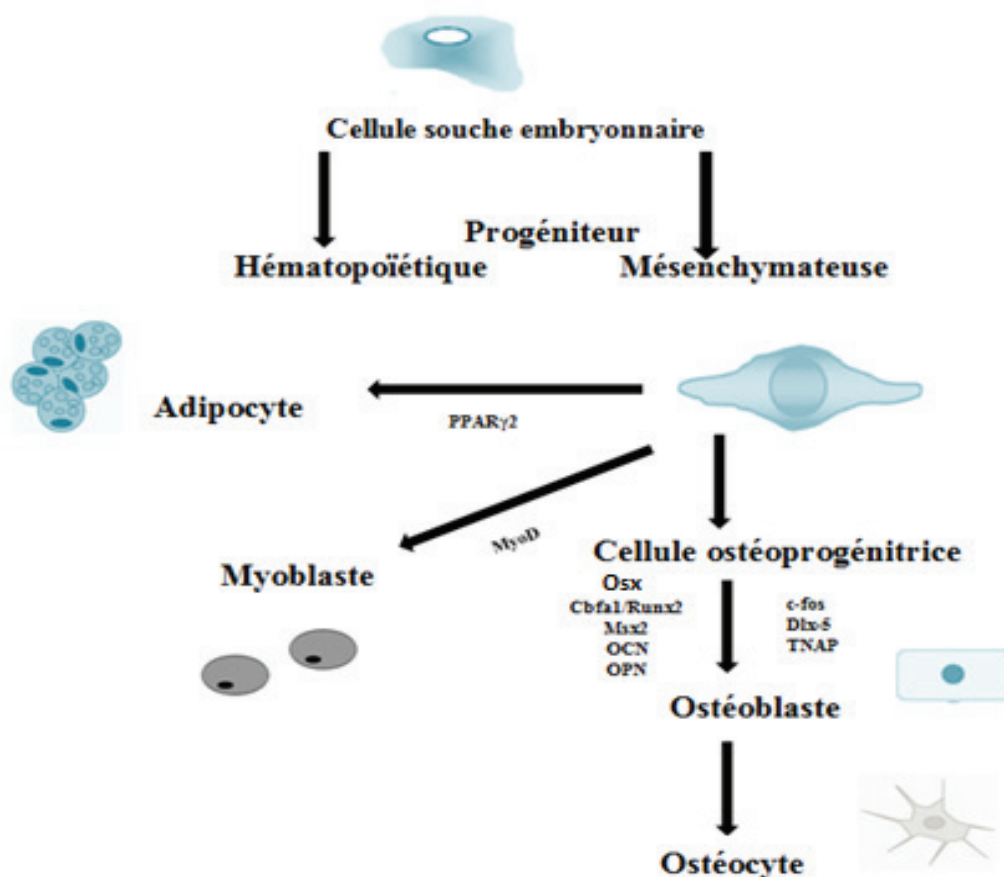 Cellule souche embryonnaire
Progéniteur
Hématopoïétique
Mésenchymateuse
Adipocyte
PPARγ2
MyoD
Myoblaste
Cellule ostéoprogénitrice
Osx
Cbfa1/Runx2
Msx2
OCN
OPN
c-fos
Dlx-5
TNAP
Ostéoblaste
Ostéocyte